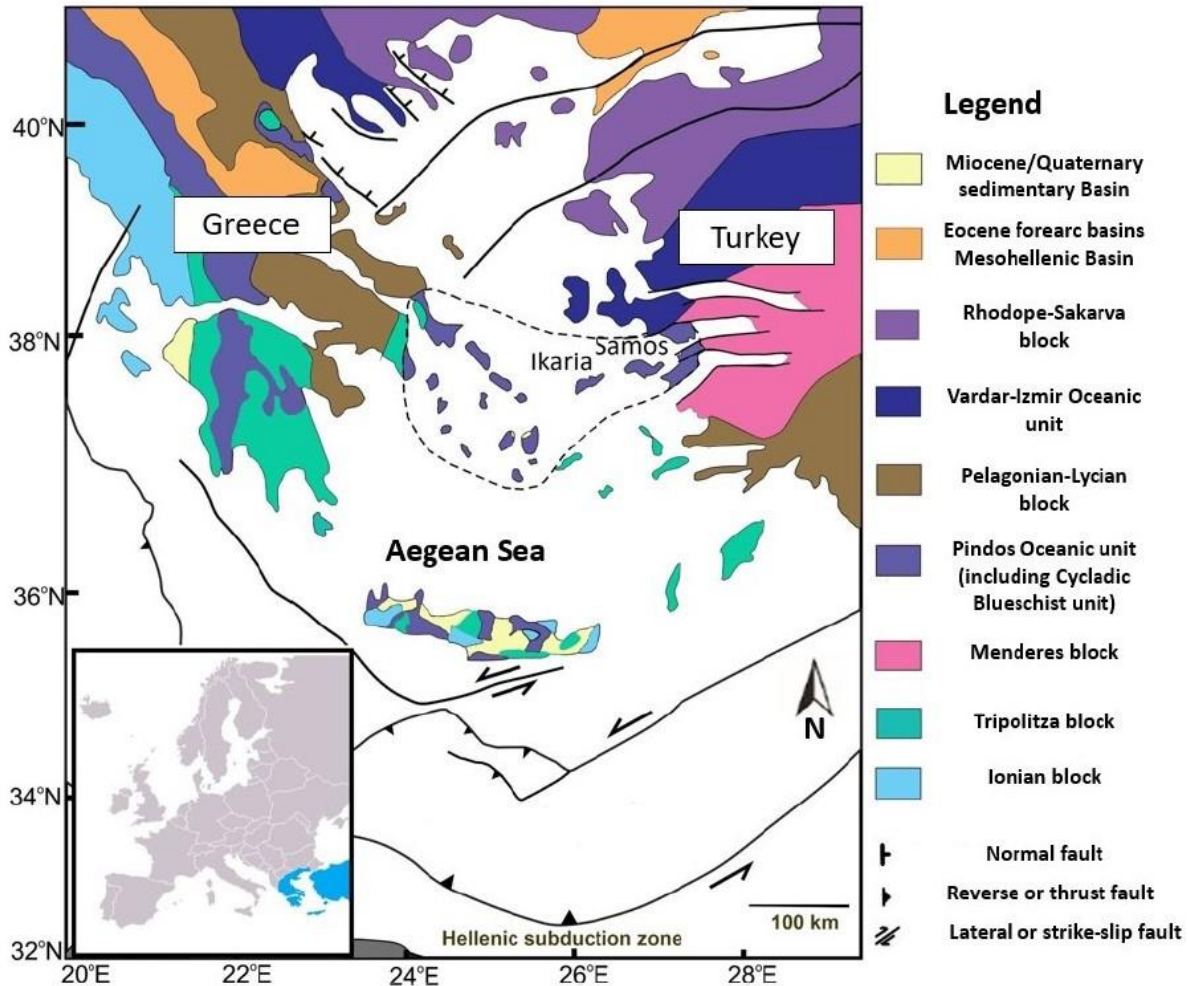 40°N
38°N
36°N
34°N
32°N
20°E
22°E
24°E
26°E
28°E
Greece
Turkey
Ikaria
Samos
Aegean Sea
N
100 km
Hellenic subduction zone
Legend
Miocene/Quaternary
sedimentary Basin
Eocene forearc basins
Mesohellenic Basin
Rhodope-Sakarva
block
Vardar-Izmir Oceanic
unit
Pelagonian-Lycian
block
Pindos Oceanic unit
(including Cycladic
Blueschist unit)
Menderes block
Tripolitza block
Ionian block
Normal fault
Reverse or thrust fault
Lateral or strike-slip fault